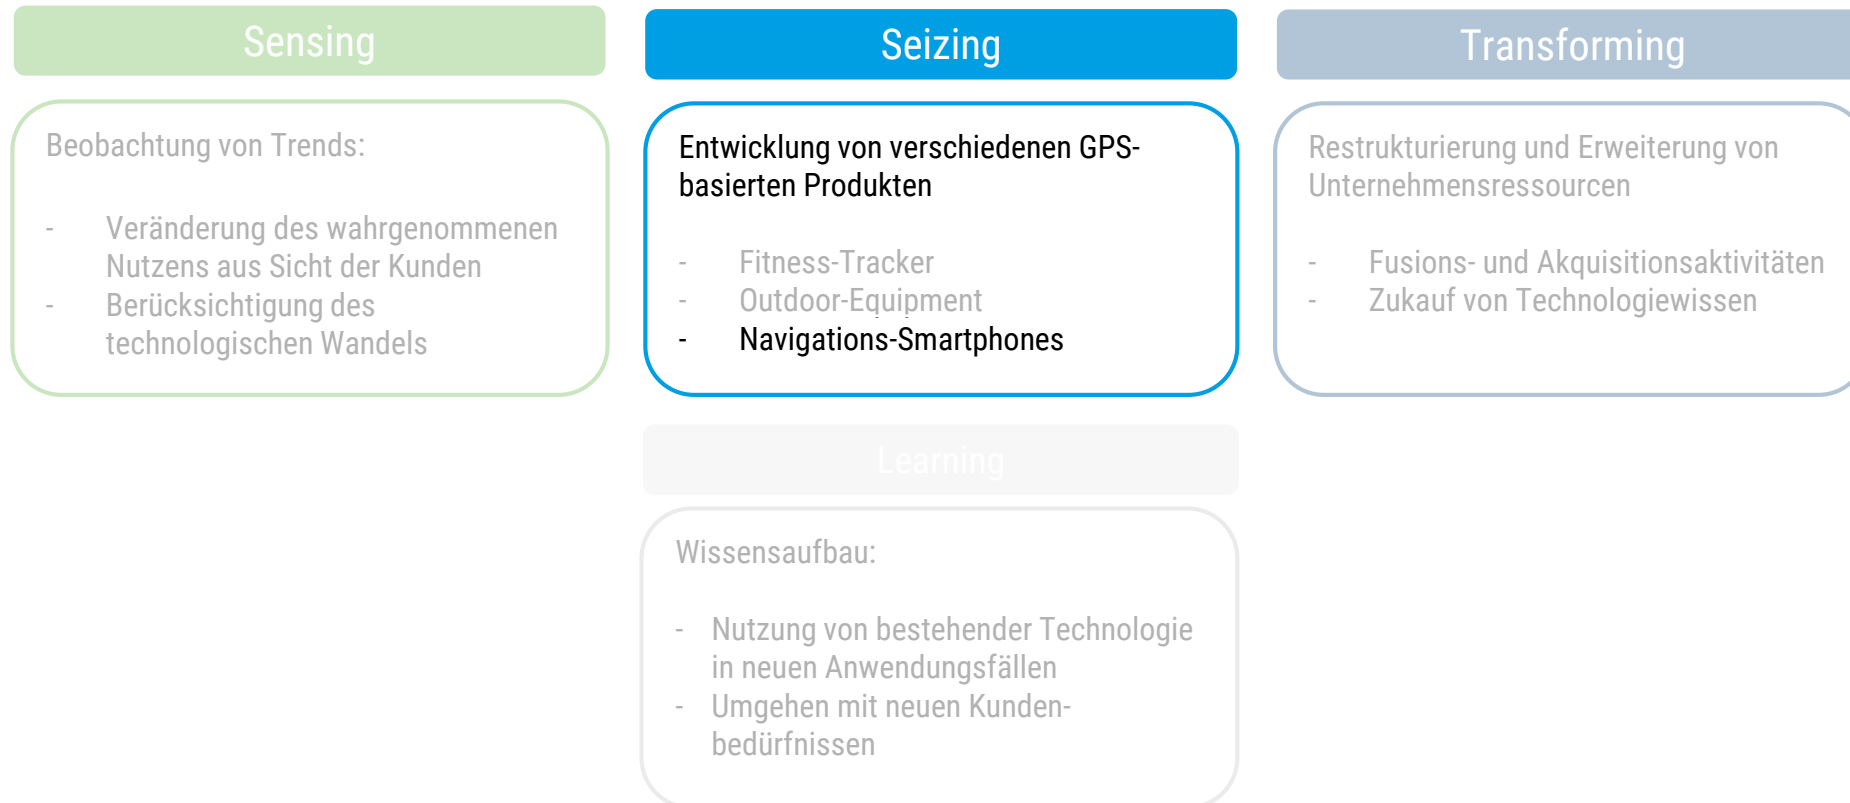 Sensing
Beobachtung von Trends:
- Veränderung des wahrgenommenen
Nutzens aus Sicht der Kunden
- Berücksichtigung des
technologischen Wandels
Seizing
Entwicklung von verschiedenen GPS-
basierten Produkten
- Fitness-Tracker
- Outdoor-Equipment
- Navigations-Smartphones
Transforming
Restrukturierung und Erweiterung von
Unternehmensressourcen
- Fusions- und Akquisitionsaktivitäten
- Zukauf von Technologiewissen
Learning
Wissensaufbau:
- Nutzung von bestehender Technologie
in neuen Anwendungsfällen
- Umgehen mit neuen Kunden-
bedürfnissen